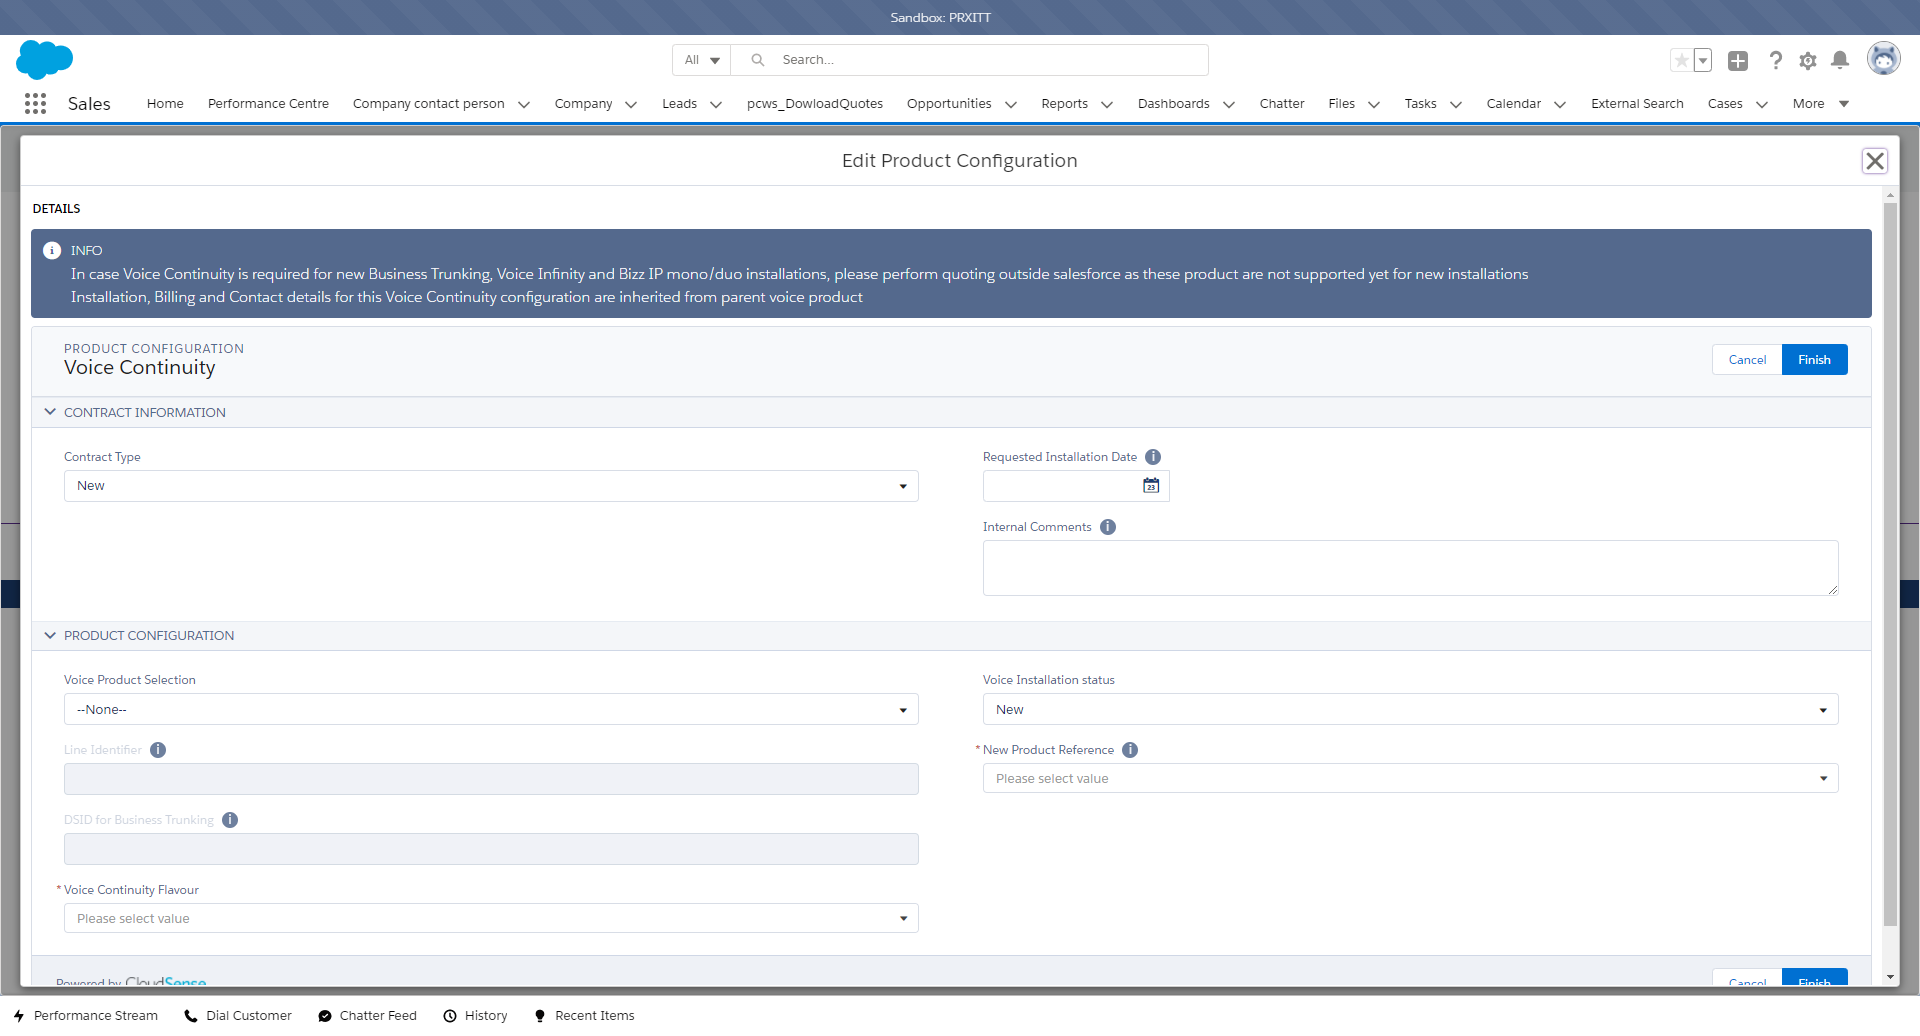 Sandbox: PRXITT
All
Search...
Sales
Home
Performance Centre
Company contact person
Company
Leads
pcws_DowloadQuotes
Opportunities
Reports
Dashboards
Chatter
Files
Tasks
Calendar
External Search
Cases
More
Edit Product Configuration
DETAILS
INFO
In case Voice Continuity is required for new Business Trunking, Voice Infinity and Bizz IP mono/duo installations, please perform quoting outside salesforce as these product are not supported yet for new installations
Installation, Billing and Contact details for this Voice Continuity configuration are inherited from parent voice product
PRODUCT CONFIGURATION
Voice Continuity
Cancel
Finish
CONTRACT INFORMATION
Contract Type
New
Requested Installation Date
23
Internal Comments
PRODUCT CONFIGURATION
Voice Product Selection
--None--
Voice Installation status
New
Line Identifier
* New Product Reference
Please select value
DSID for Business Trunking
* Voice Continuity Flavour
Please select value
Powered by CloudSense
Cancel
Finish
Performance Stream
Dial Customer
Chatter Feed
History
Recent Items